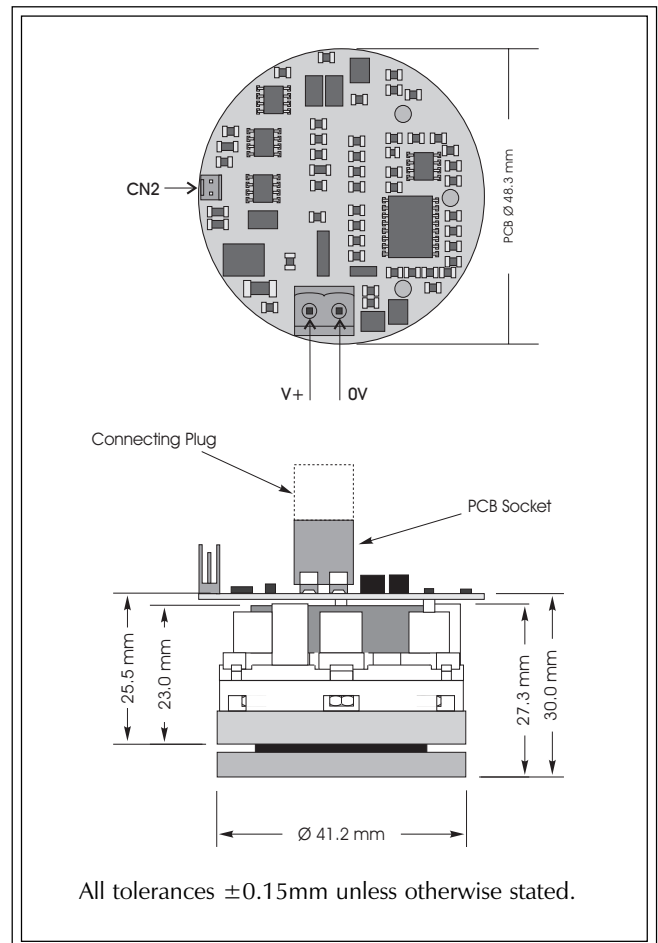 PCB Ø 48.3 mm
CN2
V+ 0V
Connecting Plug
PCB Socket
25.5 mm
23.0 mm
27.3 mm
30.0 mm
Ø 41.2 mm
All tolerances ±0.15mm unless otherwise stated.